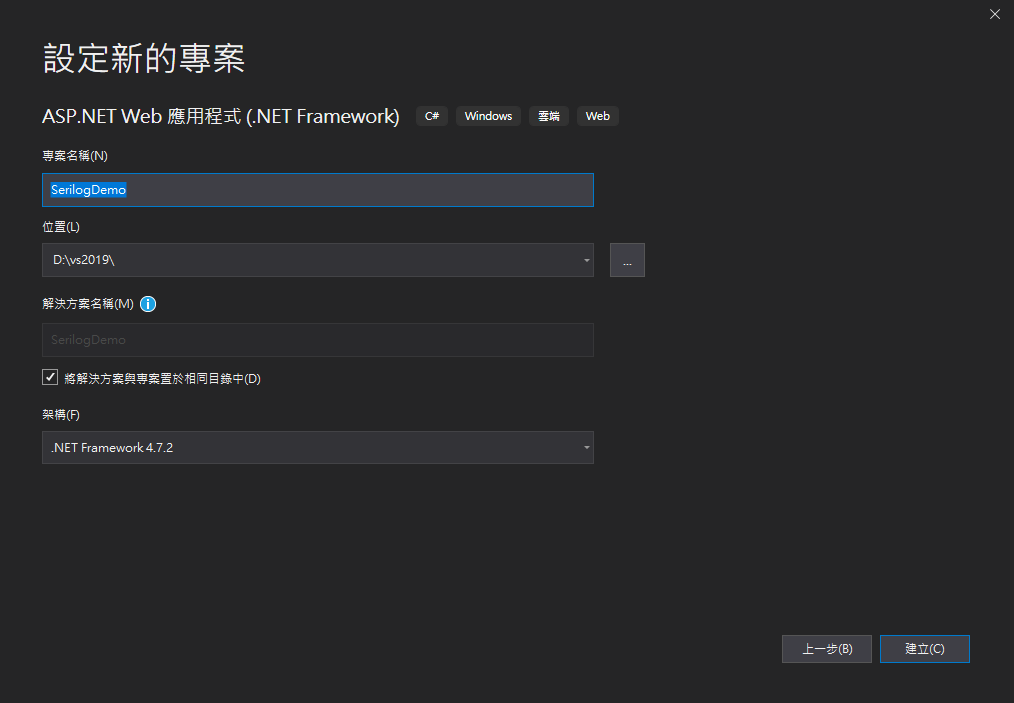 設定新的專案
ASP.NET Web 應用程式 (.NET Framework) C# Windows 雲端 Web
專案名稱(N)
SerilogDemo
位置(L)
D:\vs2019\
...
解決方案名稱(M)
SerilogDemo
將解決方案與專案置於相同目錄中(D)
架構(F)
.NET Framework 4.7.2
上一步(B) 建立(C)